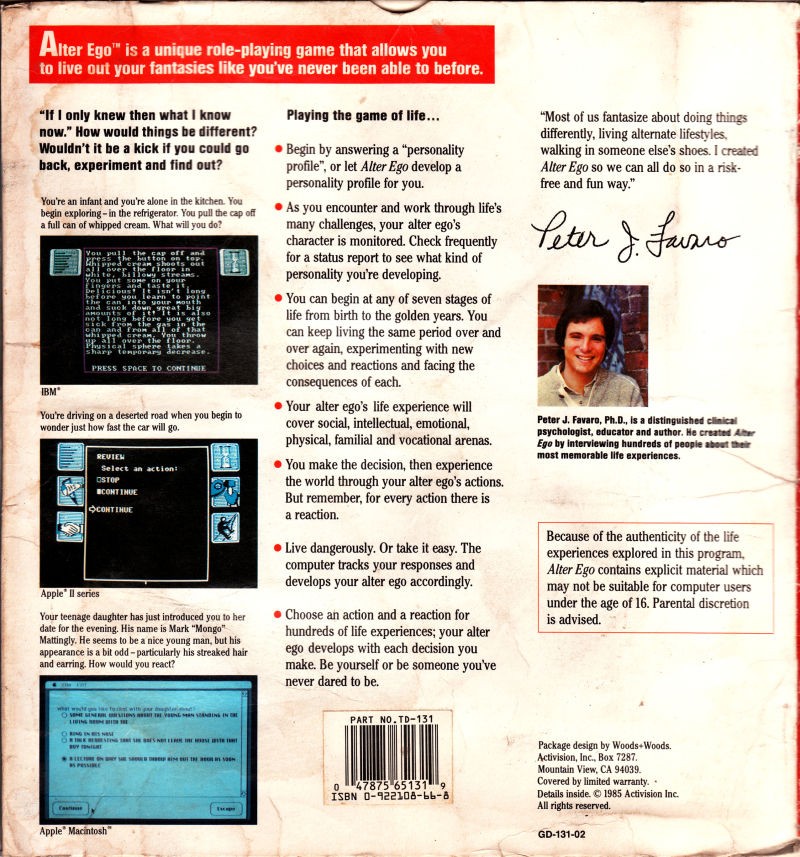 Alter Ego™ is a unique role-playing game that allows you
to live out your fantasies like you've never been able to before.
"If I only knew then what I know
now." How would things be different?
Wouldn't it be a kick if you could go
back, experiment and find out?
You're an infant and you're alone in the kitchen. You
begin exploring – in the refrigerator. You pull the cap off
a full can of whipped cream. What will you do?
You pull the cap off and
press the button on top.
Whipped cream shoots out
all over the floor in
white, billowy streams.
You put some on your
fingers and taste it.
Delicious! It isn't long
before you learn to point
the can into your mouth
and suck down great big
amounts of it! It is also
not long before you get
sick from the gas in the
can and from all of that
whipped cream. You throw
up all over the floor.
Physical sphere takes a
sharp temporary decrease.
PRESS SPACE TO CONTINUE
IBM®
You're driving on a deserted road when you begin to
wonder just how fast the car will go.
REVIEW
Select an action:
STOP
CONTINUE
CONTINUE
Apple® II series
Your teenage daughter has just introduced you to her
date for the evening. His name is Mark "Mongo"
Mattingly. He seems to be a nice young man, but his
appearance is a bit odd – particularly his streaked hair
and earring. How would you react?
What would you like to start with your daughter about?
SOME GENERAL QUESTIONS ABOUT THE YOUNG MAN STANDING IN THE
LIVING ROOM WITH THE
RING IN HIS NOSE
A TALK REQUESTING THAT SHE DOES NOT LEAVE THE HOUSE WITH THAT
BOY TONIGHT
A LECTURE ON WHY SHE SHOULD THROW HIM OUT THE DOOR AS SOON
AS POSSIBLE
Continue
Escape
Apple® Macintosh™
Playing the game of life...
Begin by answering a "personality
profile", or let Alter Ego develop a
personality profile for you.
As you encounter and work through life's
many challenges, your alter ego's
character is monitored. Check frequently
for a status report to see what kind of
personality you're developing.
You can begin at any of seven stages of
life from birth to the golden years. You
can keep living the same period over and
over again, experimenting with new
choices and reactions and facing the
consequences of each.
Your alter ego's life experience will
cover social, intellectual, emotional,
physical, familial and vocational arenas.
You make the decision, then experience
the world through your alter ego's actions.
But remember, for every action there is
a reaction.
Live dangerously. Or take it easy. The
computer tracks your responses and
develops your alter ego accordingly.
Choose an action and a reaction for
hundreds of life experiences; your alter
ego develops with each decision you
make. Be yourself or be someone you've
never dared to be.
PART NO.TD-131
0 47875 65131 9
ISBN 0-922108-66-8
"Most of us fantasize about doing things
differently, living alternate lifestyles,
walking in someone else's shoes. I created
Alter Ego so we can all do so in a risk-
free and fun way."
Peter J. Favaro
Peter J. Favaro, Ph.D., is a distinguished clinical
psychologist, educator and author. He created Alter
Ego by interviewing hundreds of people about their
most memorable life experiences.
Because of the authenticity of the life
experiences explored in this program,
Alter Ego contains explicit material which
may not be suitable for computer users
under the age of 16. Parental discretion
is advised.
Package design by Woods+Woods.
Activision, Inc., Box 7287.
Mountain View, CA 94039.
Covered by limited warranty.
Details inside. © 1985 Activision Inc.
All rights reserved.
GD-131-02